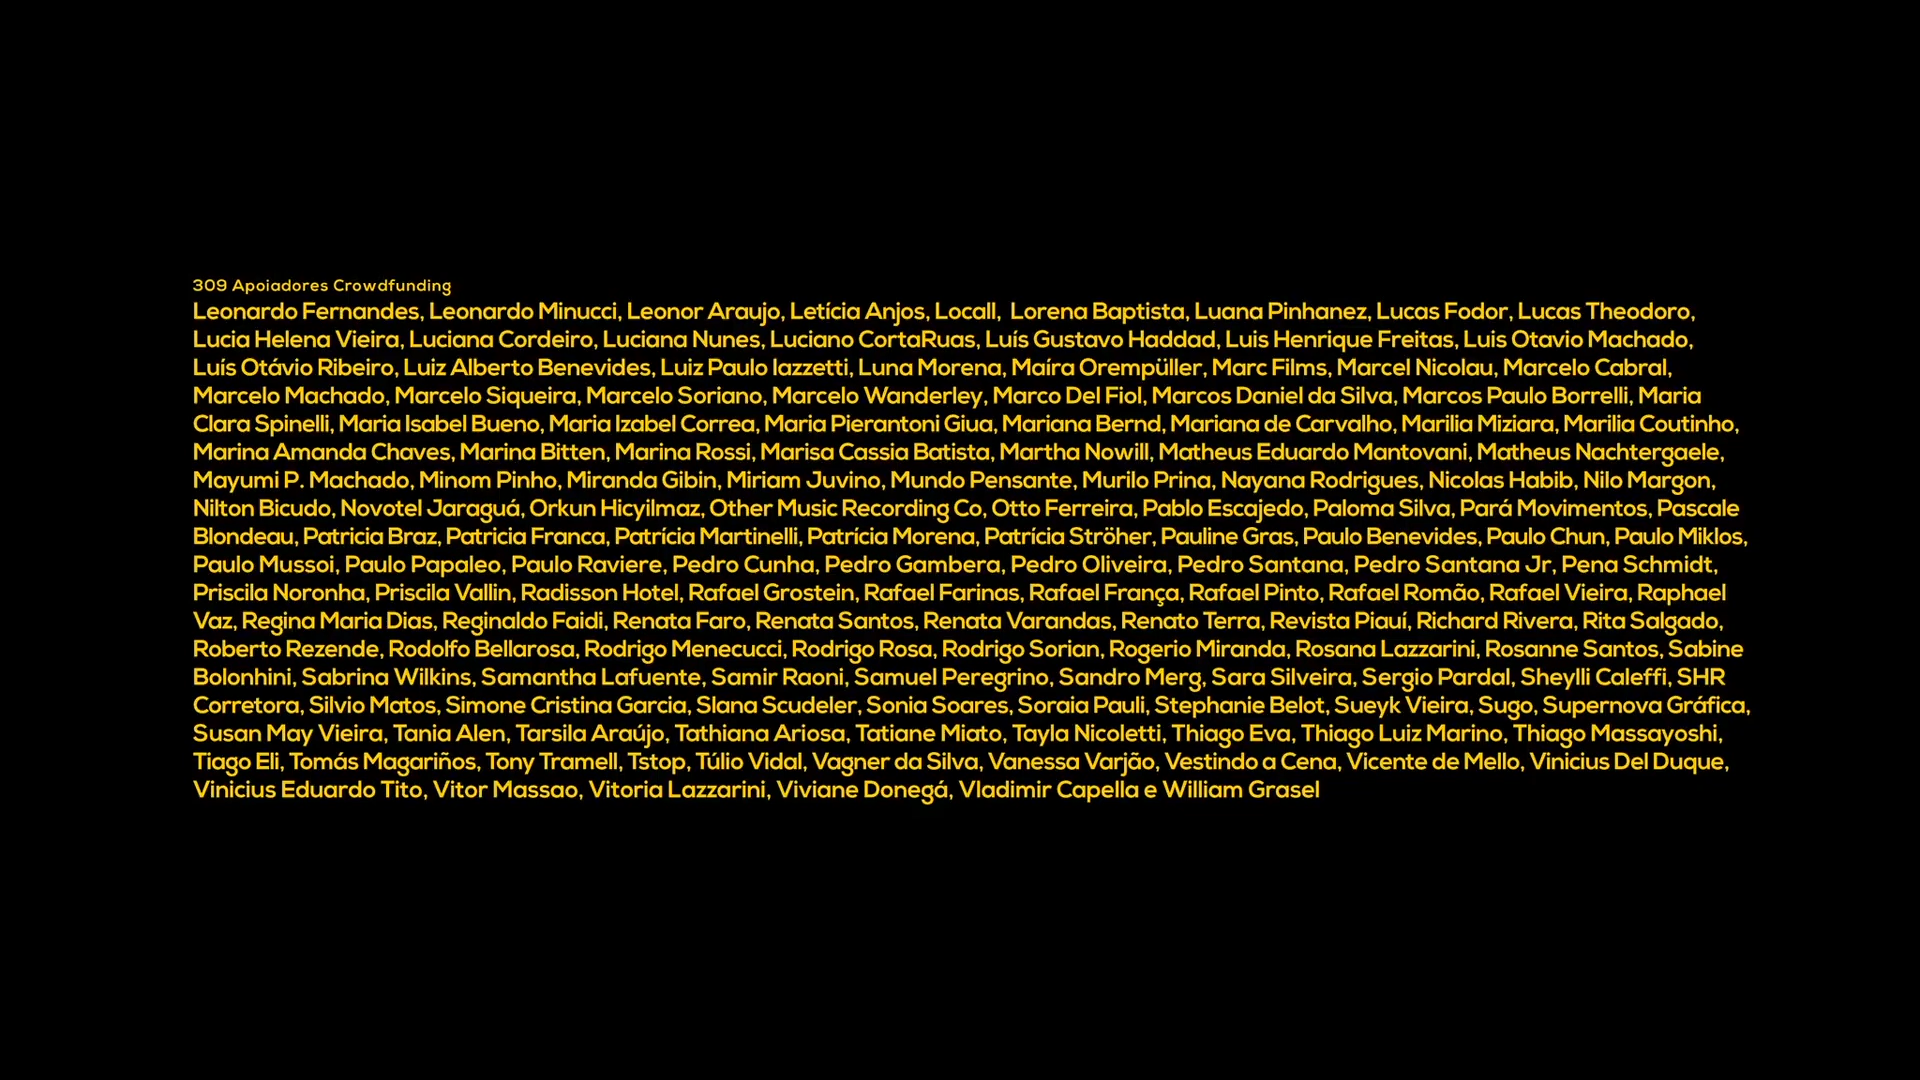 309 Apoiadores Crowdfunding
Leonardo Fernandes, Leonardo Minucci, Leonor Araujo, Letícia Anjos, Locall,  Lorena Baptista, Luana Pinhanez, Lucas Fodor, Lucas Theodoro,
Lucia Helena Vieira, Luciana Cordeiro, Luciana Nunes, Luciano CortaRuas, Luís Gustavo Haddad, Luis Henrique Freitas, Luis Otavio Machado,
Luís Otávio Ribeiro, Luiz Alberto Benevides, Luiz Paulo Iazzetti, Luna Morena, Maíra Orempüller, Marc Films, Marcel Nicolau, Marcelo Cabral,
Marcelo Machado, Marcelo Siqueira, Marcelo Soriano, Marcelo Wanderley, Marco Del Fiol, Marcos Daniel da Silva, Marcos Paulo Borrelli, Maria
Clara Spinelli, Maria Isabel Bueno, Maria Izabel Correa, Maria Pierantoni Giua, Mariana Bernd, Mariana de Carvalho, Marilia Miziara, Marilia Coutinho,
Marina Amanda Chaves, Marina Bitten, Marina Rossi, Marisa Cassia Batista, Martha Nowill, Matheus Eduardo Mantovani, Matheus Nachtergaele,
Mayumi P. Machado, Minom Pinho, Miranda Gibin, Miriam Juvino, Mundo Pensante, Murilo Prina, Nayana Rodrigues, Nicolas Habib, Nilo Margon,
Nilton Bicudo, Novotel Jaraguá, Orkun Hicyilmaz, Other Music Recording Co, Otto Ferreira, Pablo Escajedo, Paloma Silva, Pará Movimentos, Pascale
Blondeau, Patricia Braz, Patricia Franca, Patrícia Martinelli, Patrícia Morena, Patrícia Ströher, Pauline Gras, Paulo Benevides, Paulo Chun, Paulo Miklos,
Paulo Mussoi, Paulo Papaleo, Paulo Raviere, Pedro Cunha, Pedro Gambera, Pedro Oliveira, Pedro Santana, Pedro Santana Jr, Pena Schmidt,
Priscila Noronha, Priscila Vallin, Radisson Hotel, Rafael Grostein, Rafael Farinas, Rafael França, Rafael Pinto, Rafael Romão, Rafael Vieira, Raphael
Vaz, Regina Maria Dias, Reginaldo Faidi, Renata Faro, Renata Santos, Renata Varandas, Renato Terra, Revista Piauí, Richard Rivera, Rita Salgado,
Roberto Rezende, Rodolfo Bellarosa, Rodrigo Menecucci, Rodrigo Rosa, Rodrigo Sorian, Rogerio Miranda, Rosana Lazzarini, Rosanne Santos, Sabine
Bolonhini, Sabrina Wilkins, Samantha Lafuente, Samir Raoni, Samuel Peregrino, Sandro Merg, Sara Silveira, Sergio Pardal, Sheylli Caleffi, SHR
Corretora, Silvio Matos, Simone Cristina Garcia, Slana Scudeler, Sonia Soares, Soraia Pauli, Stephanie Belot, Sueyk Vieira, Sugo, Supernova Gráfica,
Susan May Vieira, Tania Alen, Tarsila Araújo, Tathiana Ariosa, Tatiane Miato, Tayla Nicoletti, Thiago Eva, Thiago Luiz Marino, Thiago Massayoshi,
Tiago Eli, Tomás Magariños, Tony Tramell, Tstop, Túlio Vidal, Vagner da Silva, Vanessa Varjão, Vestindo a Cena, Vicente de Mello, Vinicius Del Duque,
Vinicius Eduardo Tito, Vitor Massao, Vitoria Lazzarini, Viviane Donegá, Vladimir Capella e William Grasel